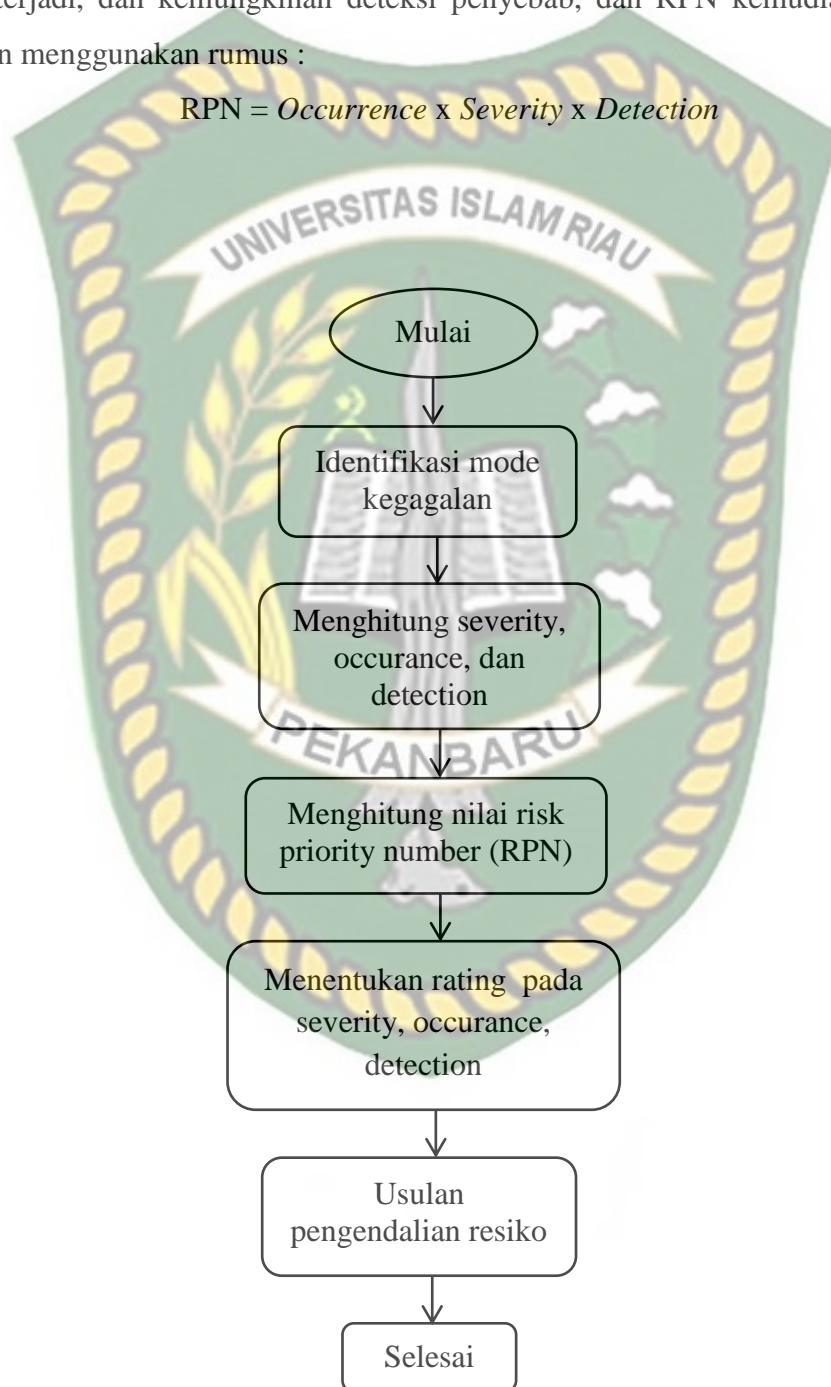 terjadi, dan kemungkinan deteksi penyebab, dan RPN kemudia
n menggunakan rumus :
RPN = Occurrence x Severity x Detection
UNIVERSITAS ISLAM RIAU
Mulai
Identifikasi mode
kegagalan
Menghitung severity,
occurance, dan
detection
PEKANBARU
Menghitung nilai risk
priority number (RPN)
Menentukan rating pada
severity, occurance,
detection
Usulan
pengendalian resiko
Selesai